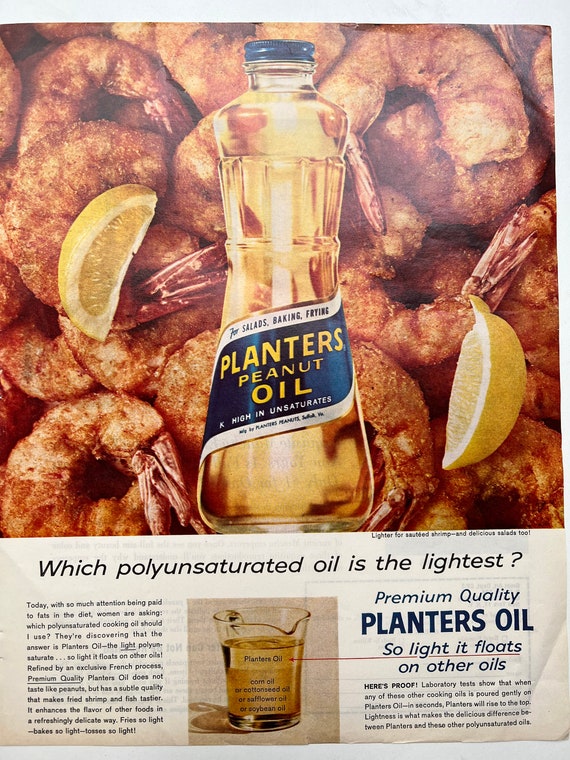 For SALADS, BAKING, FRYING
PLANTERS
PEANUT
OIL
K HIGH IN UNSATURATES
Mfg. by PLANTERS PEANUTS, Suffolk, Va.
Lighter for sautéed shrimp—and delicious salads too!
Which polyunsaturated oil is the lightest?
Today, with so much attention being paid
to fats in the diet, women are asking:
which polyunsaturated cooking oil should
I use? They're discovering that the
answer is Planters Oil—the light polyun-
saturate . . . so light it floats on other oils!
Refined by an exclusive French process,
Premium Quality Planters Oil does not
taste like peanuts, but has a subtle quality
that makes fried shrimp and fish tastier.
It enhances the flavor of other foods in
a refreshingly delicate way. Fries so light
—bakes so light—tosses so light!
Planters Oil
corn oil
or cottonseed oil
or safflower oil
or soybean oil
Premium Quality
PLANTERS OIL
So light it floats
on other oils
HERE'S PROOF! Laboratory tests show that when
any of these other cooking oils is poured gently on
Planters Oil—in seconds, Planters will rise to the top.
Lightness is what makes the delicious difference be-
tween Planters and these other polyunsaturated oils.